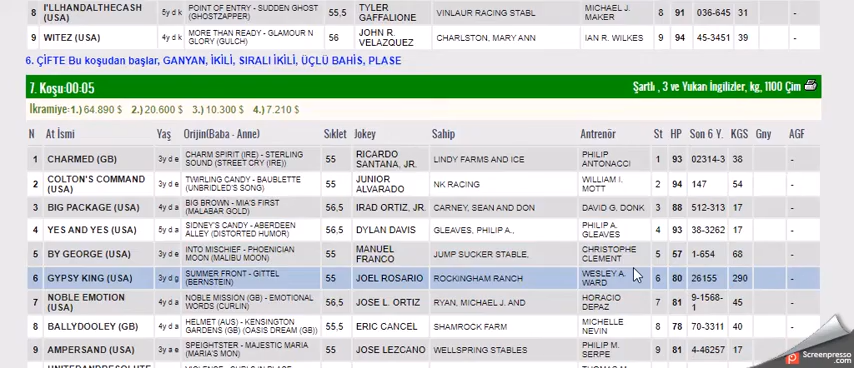 8 I'LLHANDALTHECASH (USA) 5y d k POINT OF ENTRY - SUDDEN GHOST (GHOSTZAPPER) 55,5 TYLER GAFFALIONE VINLAUR RACING STABL MICHAEL J. MAKER 8 91 036-645 31
9 WITEZ (USA) 4y d k MORE THAN READY - GLAMOUR N GLORY (GULCH) 56 JOHN R. VELAZQUEZ CHARLSTON, MARY ANN IAN R. WILKES 9 94 45-3451 39
6. ÇİFTE Bu koşudan başlar, GANYAN, İKİLİ, SIRALI İKİLİ, ÜÇLÜ BAHİS, PLASE
7. Koşu:00:05 Şartlı , 3 ve Yukarı İngilizler, kg, 1100 Çim
İkramiye:1.) 64.890 $ 2.) 20.600 $ 3.) 10.300 $ 4.) 7.210 $
N At İsmi Yaş Orijin(Baba - Anne) Sıklet Jokey Sahip Antrenör St HP Son 6 Y. KGS Gny AGF
1 CHARMED (GB) 3y d e CHARM SPIRIT (IRE) - STERLING SOUND (STREET CRY (IRE)) 55 RICARDO SANTANA, JR. LINDY FARMS AND ICE PHILIP ANTONACCI 1 93 02314-3 38 -
2 COLTON'S COMMAND (USA) 3y d e TWIRLING CANDY - BAUBLETTE (UNBRIDLED'S SONG) 55 JUNIOR ALVARADO NK RACING WILLIAM I. MOTT 2 94 147 54 -
3 BIG PACKAGE (USA) 4y d a BIG BROWN - MIA'S FIRST (MALABAR GOLD) 56,5 IRAD ORTIZ, JR. CARNEY, SEAN AND DON DAVID G. DONK 3 88 512-313 17 -
4 YES AND YES (USA) 5y d a SIDNEY'S CANDY - ABERDEEN ALLEY (DISTORTED HUMOR) 56,5 DYLAN DAVIS GLEAVES, PHILIP A., PHILIP A. GLEAVES 4 93 38-3262 17 -
5 BY GEORGE (USA) 3y d a INTO MISCHIEF - PHOENICIAN MOON (MALIBU MOON) 55 MANUEL FRANCO JUMP SUCKER STABLE, CHRISTOPHE CLEMENT 5 57 1-654 68 -
6 GYPSY KING (USA) 3y d g SUMMER FRONT - GITTEL (BERNSTEIN) 55 JOEL ROSARIO ROCKINGHAM RANCH WESLEY A. WARD 6 80 26155 290 -
7 NOBLE EMOTION (USA) 4y d a NOBLE MISSION (GB) - EMOTIONAL WORDS (CURLIN) 56,5 JOSE L. ORTIZ RYAN, MICHAEL J. AND HORACIO DEPAZ 7 81 9-1568-1 45 -
8 BALLYDOOLEY (GB) 4y d a HELMET (AUS) - KENSINGTON GARDENS (GB) (OASIS DREAM (GB)) 55,5 ERIC CANCEL SHAMROCK FARM MICHELLE NEVIN 8 78 70-3311 40 -
9 AMPERSAND (USA) 3y a e SPEIGHTSTER - MAJESTIC MARIA (MARIA'S MON) 55 JOSE LEZCANO WELLSPRING STABLES PHILIP M. SERPE 9 81 4-46257 17 -
Screenpresso.com